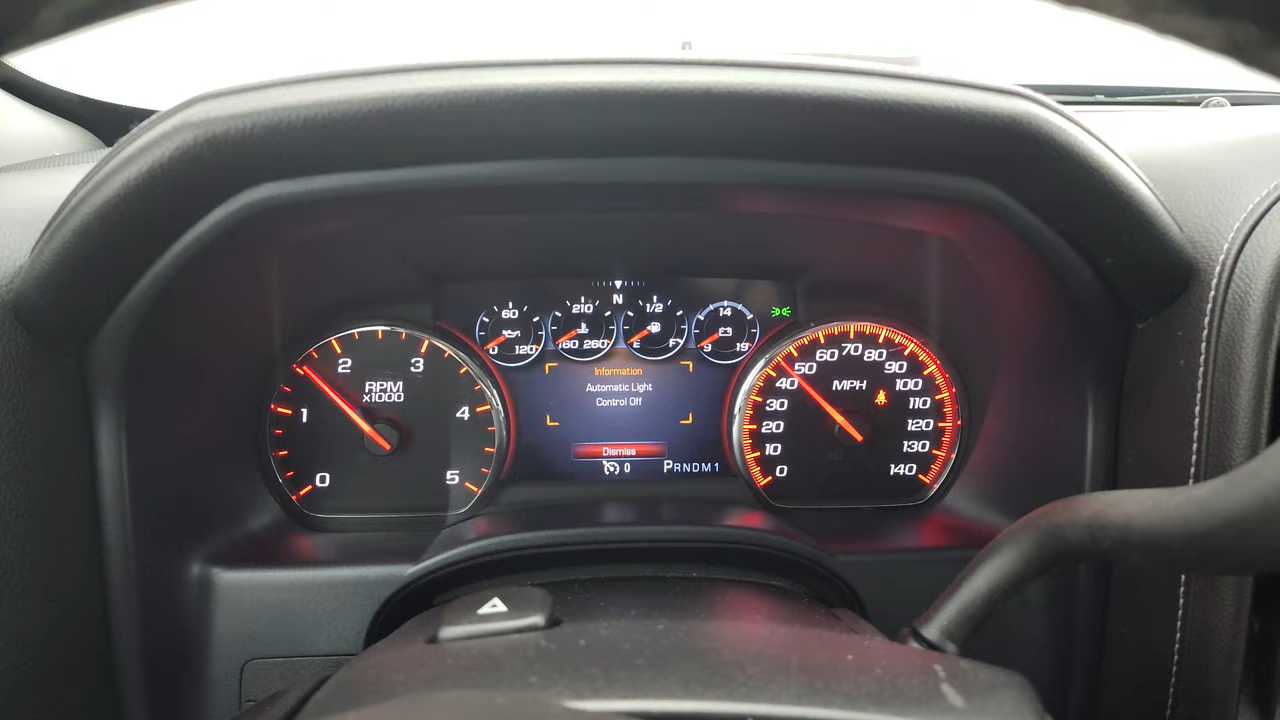 N
60
0 120
210
160 260
1/2
E F
14
9 19
Information
Automatic Light
Control Off
Dismiss
0
PRNDM1
0
1
2
3
4
5
RPM
x1000
0
10
20
30
40
50
60
70
80
90
100
110
120
130
140
MPH